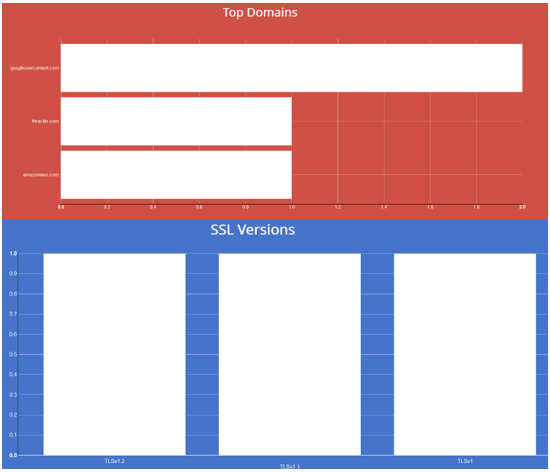 Top Domains
googleusercontent.com
threckle.com
amazonaws.com
0.0 0.2 0.4 0.6 0.8 1.0 1.2 1.4 1.6 1.8 2.0
SSL Versions
1.0
0.9
0.8
0.7
0.6
0.5
0.4
0.3
0.2
0.1
0.0
TLSv1.2 TLSv1.1 TLSv1